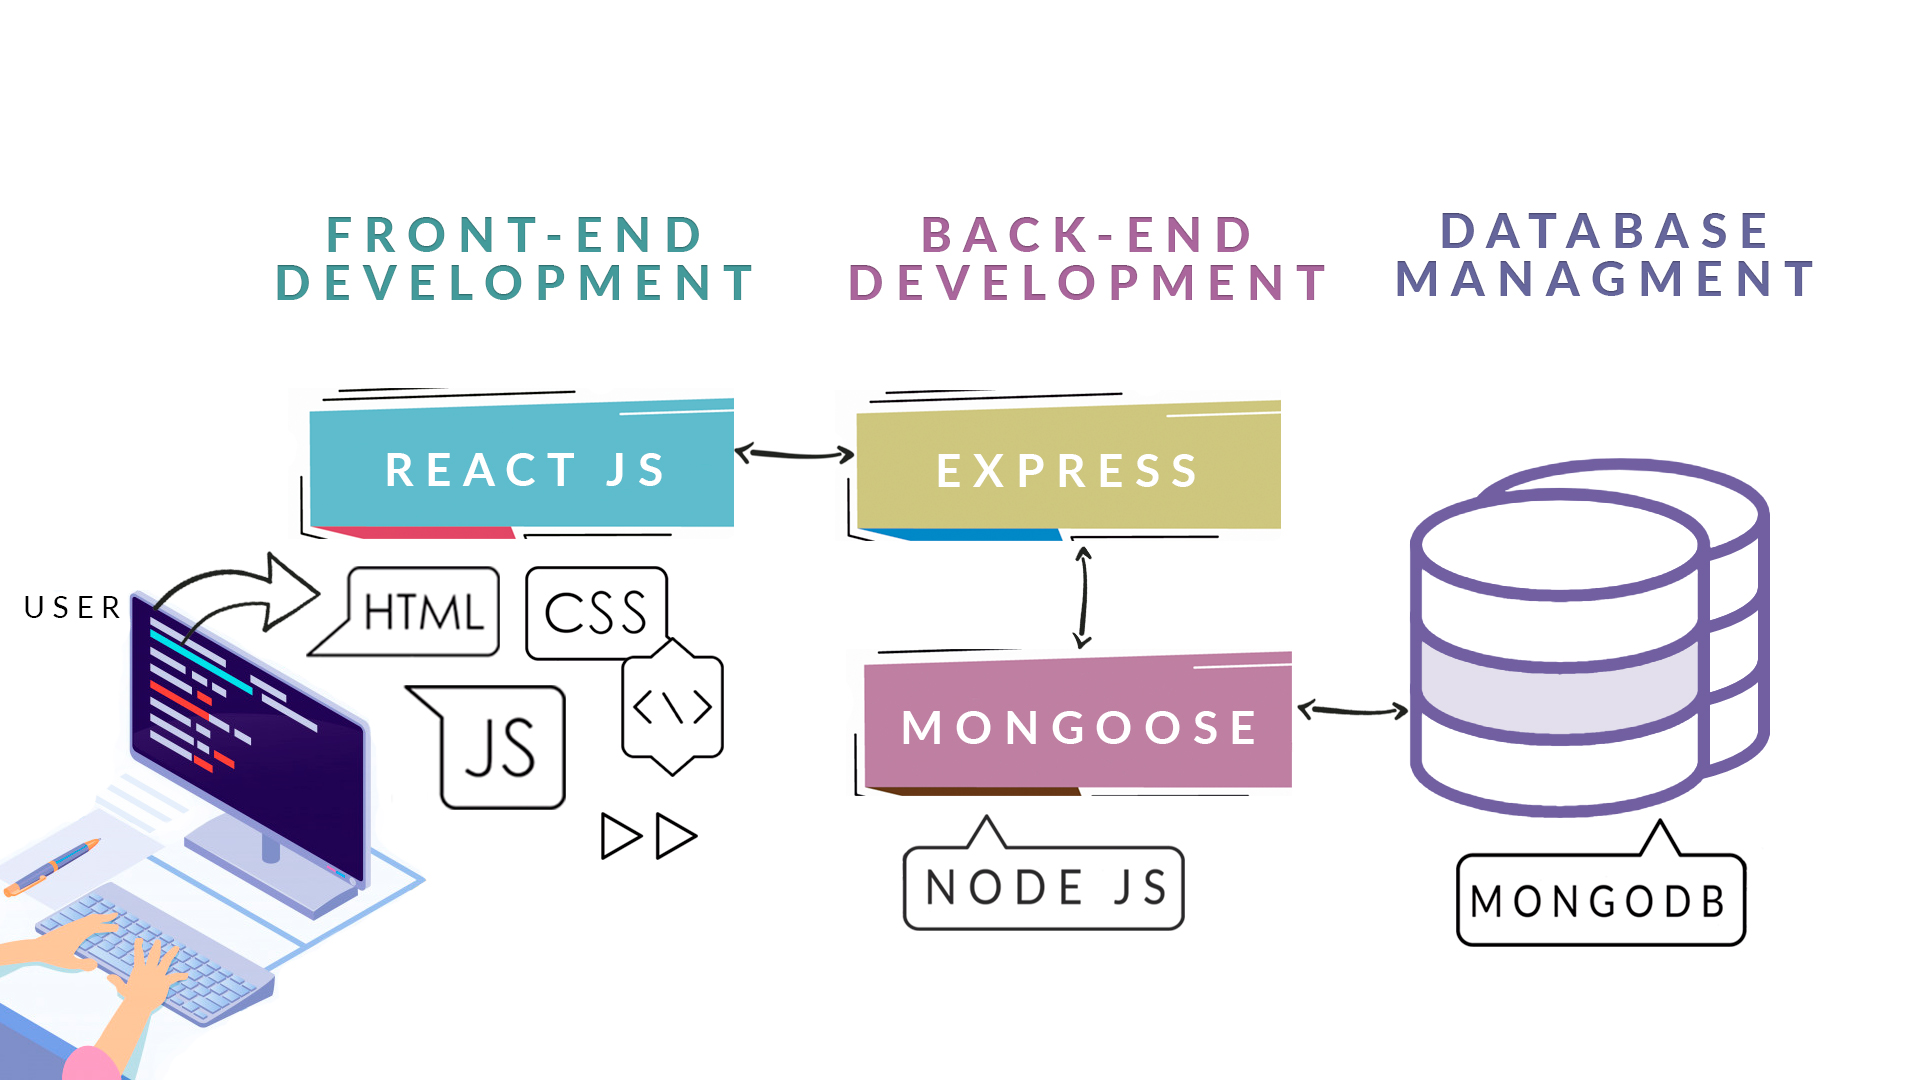 FRONT-END
DEVELOPMENT
BACK-END
DEVELOPMENT
DATABASE
MANAGMENT
REACT JS
EXPRESS
USER
HTML
CSS
JS
<\>
MONGOOSE
NODE JS
MONGODB